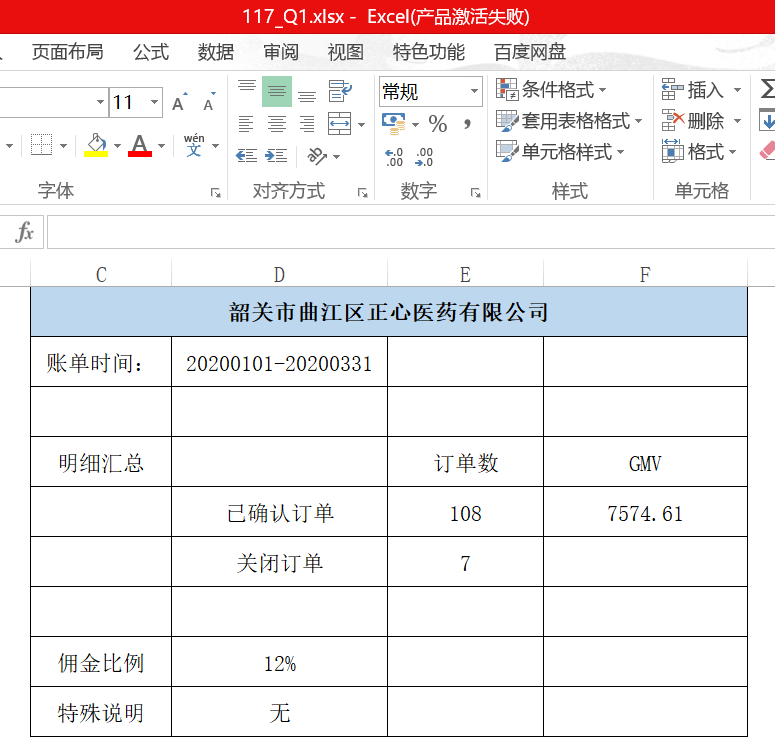 117_Q1.xlsx - Excel(产品激活失败)
页面布局 公式 数据 审阅 视图 特色功能 百度网盘
11 A A 常规 条件格式 插入 Σ
% , 套用表格格式 删除
A wén 文 ab .0 .00 .00 .0 单元格样式 格式
字体 对齐方式 数字 样式 单元格
fx
C D E F
韶关市曲江区正心医药有限公司
账单时间： 20200101-20200331
明细汇总 订单数 GMV
已确认订单 108 7574.61
关闭订单 7
佣金比例 12%
特殊说明 无